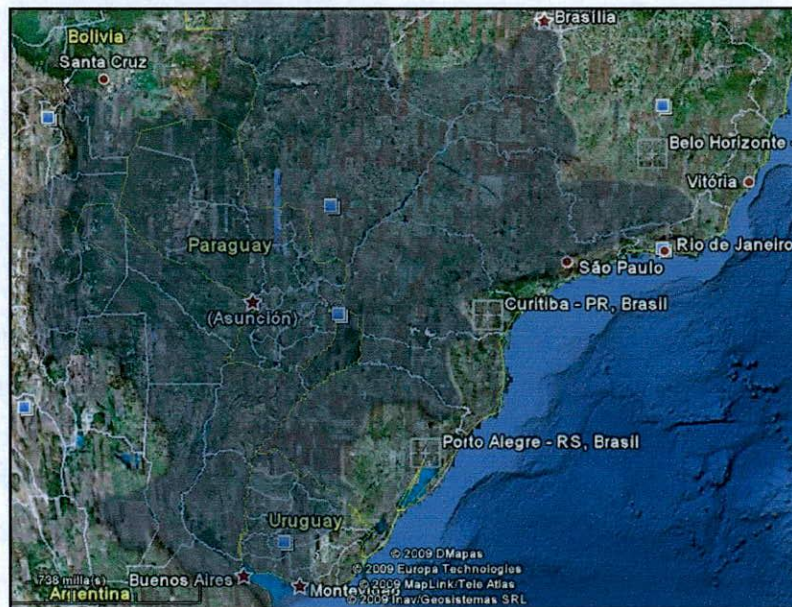 Brasília
Bolivia
Santa Cruz
Belo Horizonte -
Vitória
Paraguay
Rio de Janeiro
São Paulo
(Asunción)
Curitiba - PR, Brasil
Porto Alegre - RS, Brasil
Uruguay
© 2009 DMapas
© 2009 Europa Technologies
738 milla(s)
Buenos Aires
© 2009 MapLink/Tele Atlas
Argentina
Montevideo
© 2009 Inav/Geosistemas SRL